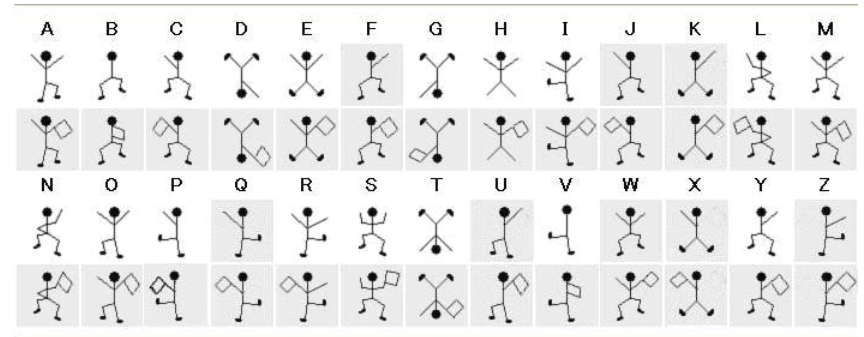 A B C D E F G H I J K L M
N O P Q R S T U V W X Y Z